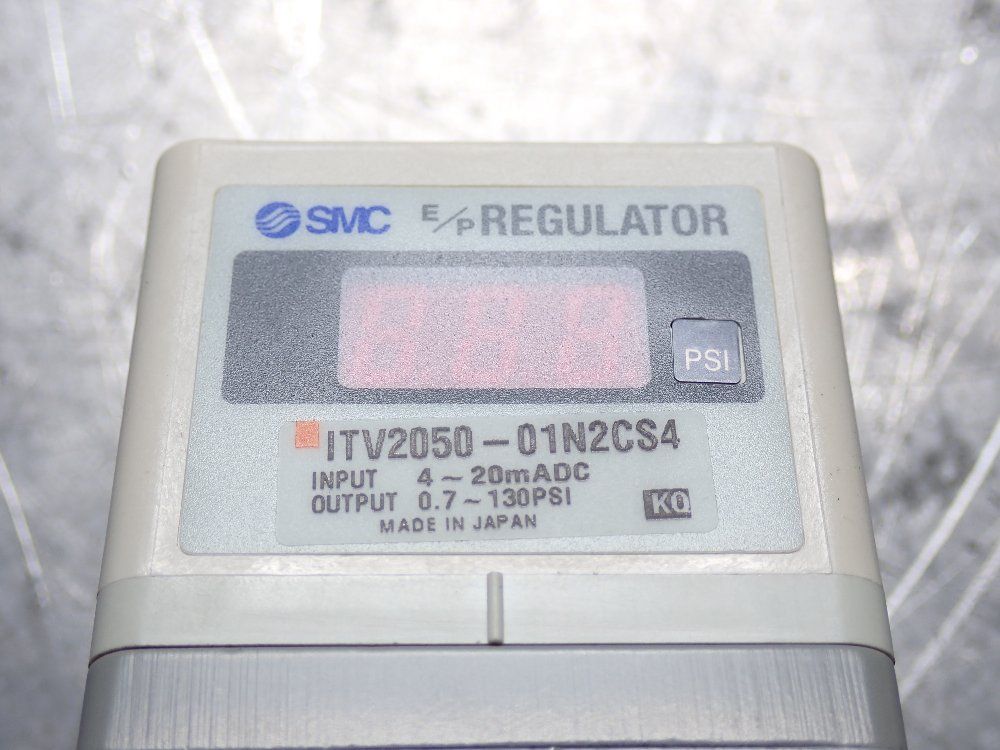 SMC E/P REGULATOR
PSI
ITV2050-01N2CS4
INPUT 4~20mADC
OUTPUT 0.7~130PSI
MADE IN JAPAN
KQ